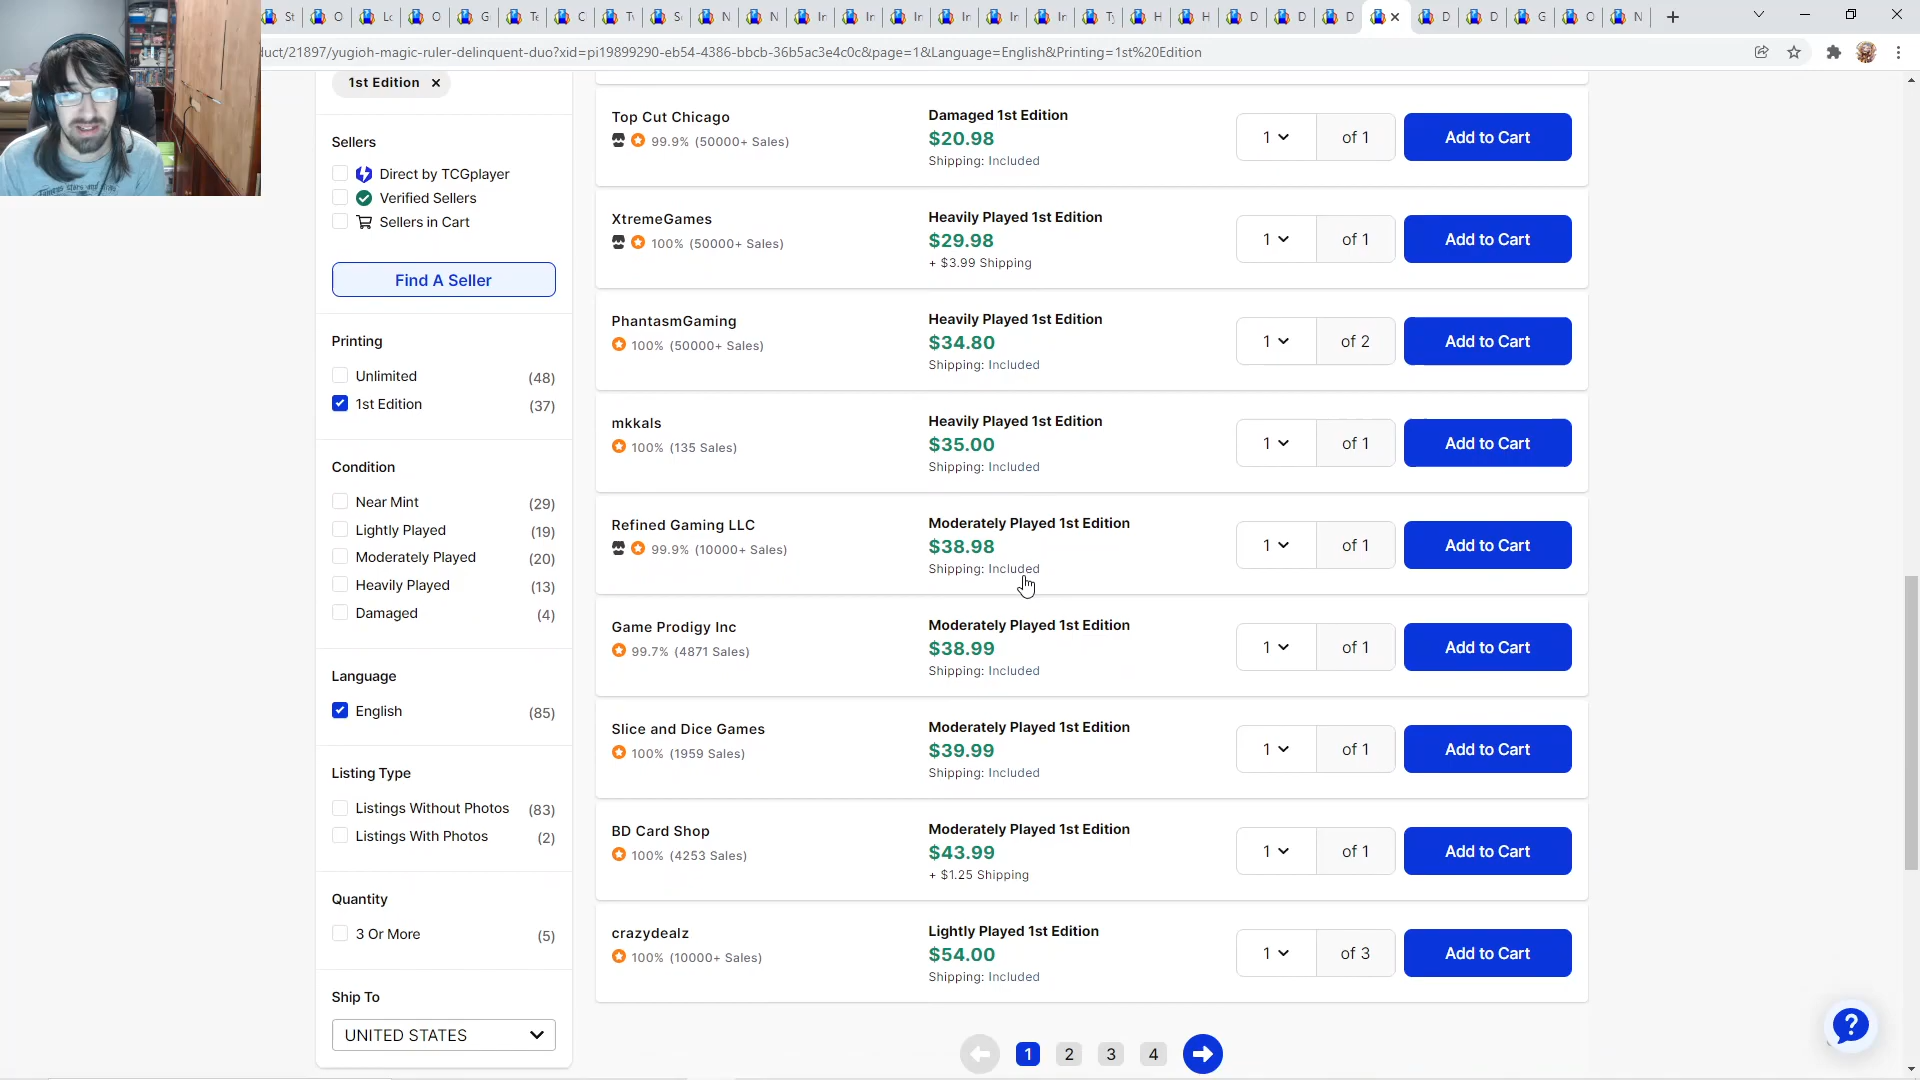 St
O
Lo
O
G
Te
C
Tv
N
N
In
In
In
In
In
In
Ty
H
H
D
D
D
D
D
G
O
N
duct/21897/yugioh-magic-ruler-delinquent-duo?xid=pi19899290-eb54-4386-bbcb-36b5ac3e4c0c&page=1&Language=English&Printing=1st%20Edition
1st Edition
Sellers
Direct by TCGplayer
Verified Sellers
Sellers in Cart
Find A Seller
Printing
Unlimited (48)
1st Edition (37)
Condition
Near Mint (29)
Lightly Played (19)
Moderately Played (20)
Heavily Played (13)
Damaged (4)
Language
English (85)
Listing Type
Listings Without Photos (83)
Listings With Photos (2)
Quantity
3 Or More (5)
Ship To
UNITED STATES
Top Cut Chicago
99.9% (50000+ Sales)
Damaged 1st Edition
$20.98
Shipping: Included
1 of 1 Add to Cart
XtremeGames
100% (50000+ Sales)
Heavily Played 1st Edition
$29.98
+ $3.99 Shipping
1 of 1 Add to Cart
PhantasmGaming
100% (50000+ Sales)
Heavily Played 1st Edition
$34.80
Shipping: Included
1 of 2 Add to Cart
mkkals
100% (135 Sales)
Heavily Played 1st Edition
$35.00
Shipping: Included
1 of 1 Add to Cart
Refined Gaming LLC
99.9% (10000+ Sales)
Moderately Played 1st Edition
$38.98
Shipping: Included
1 of 1 Add to Cart
Game Prodigy Inc
99.7% (4871 Sales)
Moderately Played 1st Edition
$38.99
Shipping: Included
1 of 1 Add to Cart
Slice and Dice Games
100% (1959 Sales)
Moderately Played 1st Edition
$39.99
Shipping: Included
1 of 1 Add to Cart
BD Card Shop
100% (4253 Sales)
Moderately Played 1st Edition
$43.99
+ $1.25 Shipping
1 of 1 Add to Cart
crazydealz
100% (10000+ Sales)
Lightly Played 1st Edition
$54.00
Shipping: Included
1 of 3 Add to Cart
1 2 3 4
?